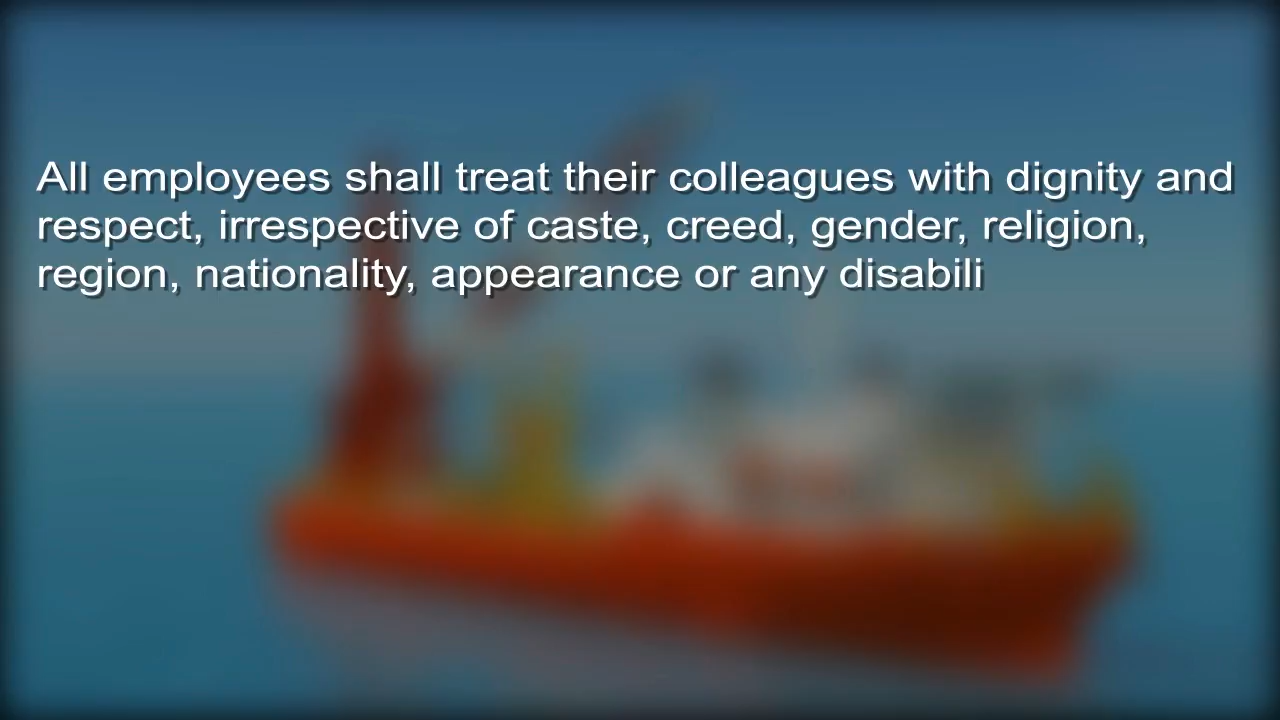 All employees shall treat their colleagues with dignity and
respect, irrespective of caste, creed, gender, religion,
region, nationality, appearance or any disabili